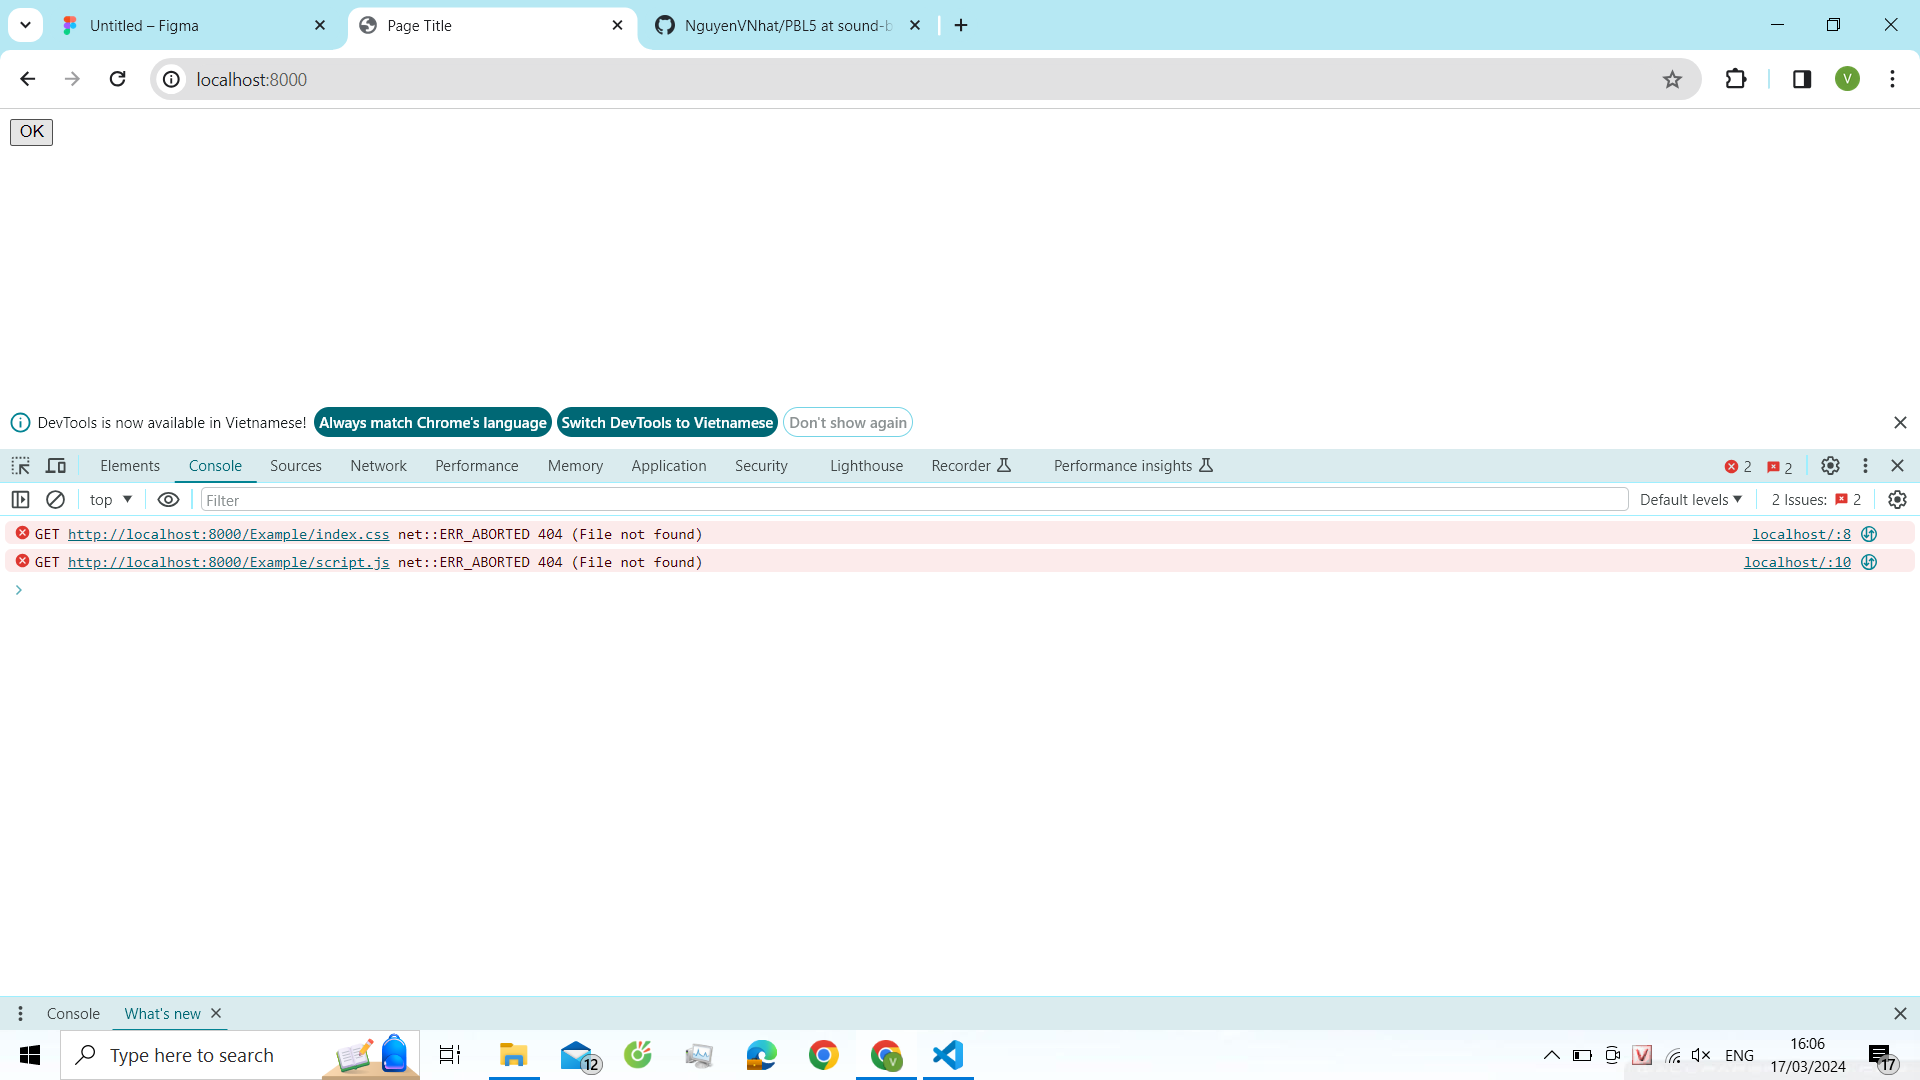 Untitled – Figma
Page Title
NguyenVNhat/PBL5 at sound-b
localhost:8000
V
OK
DevTools is now available in Vietnamese! Always match Chrome's language Switch DevTools to Vietnamese Don't show again
Elements Console Sources Network Performance Memory Application Security Lighthouse Recorder Performance insights 2 2
top Filter Default levels 2 Issues: 2
GET http://localhost:8000/Example/index.css net::ERR_ABORTED 404 (File not found) localhost/:8
GET http://localhost:8000/Example/script.js net::ERR_ABORTED 404 (File not found) localhost/:10
Console What's new
Type here to search
12
V
V
ENG
16:06
17/03/2024
17